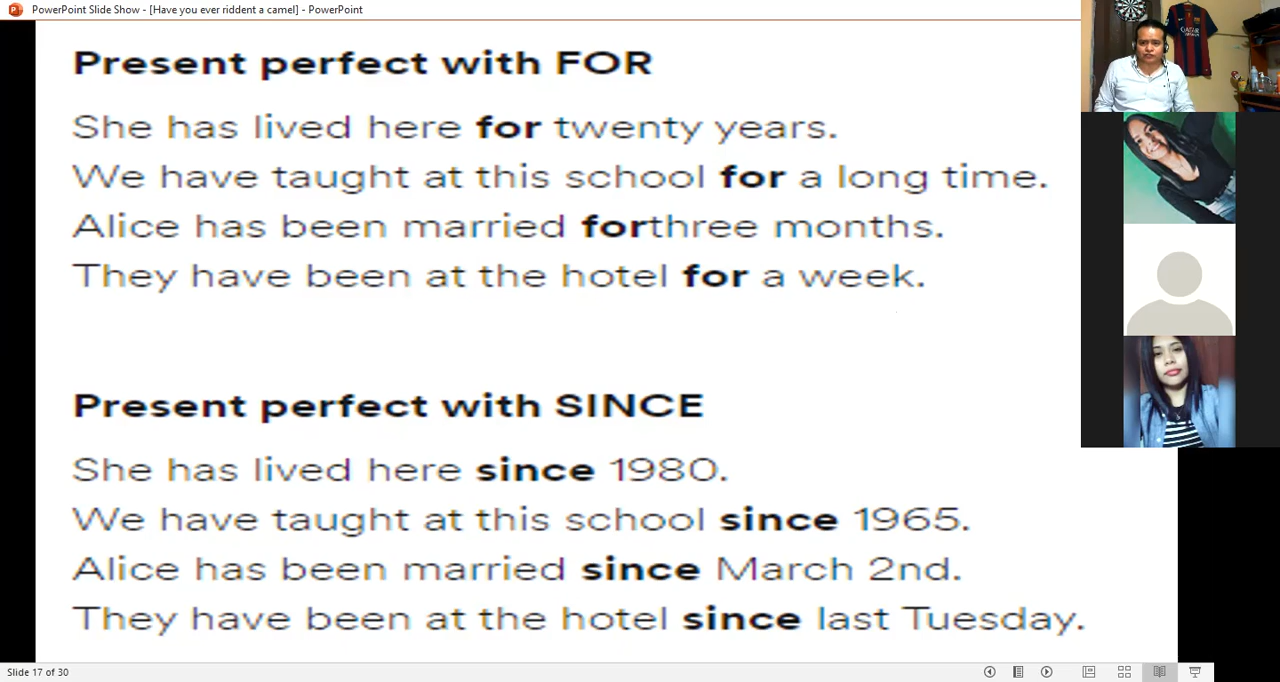 PowerPoint Slide Show - [Have you ever riddent a camel] - PowerPoint
Present perfect with FOR
She has lived here for twenty years.
We have taught at this school for a long time.
Alice has been married forthree months.
They have been at the hotel for a week.
Present perfect with SINCE
She has lived here since 1980.
We have taught at this school since 1965.
Alice has been married since March 2nd.
They have been at the hotel since last Tuesday.
Slide 17 of 30